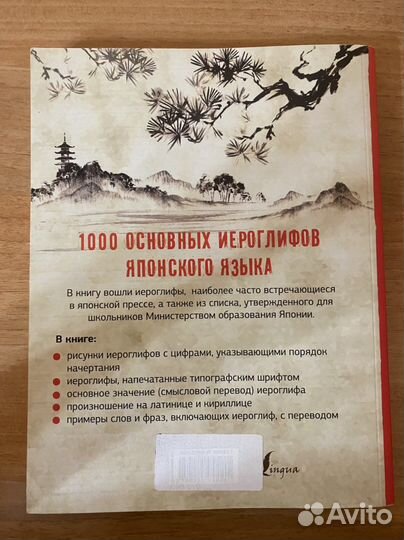 1000 ОСНОВНЫХ ИЕРОГЛИФОВ
ЯПОНСКОГО ЯЗЫКА
В книгу вошли иероглифы, наиболее часто встречающиеся
в японской прессе, а также из списка, утвержденного для
школьников Министерством образования Японии.
В книге:
рисунки иероглифов с цифрами, указывающими порядок
начертания
иероглифы, напечатанные типографским шрифтом
основное значение (смысловой перевод) иероглифа
произношение на латинице и кириллице
примеры слов и фраз, включающих иероглиф, с переводом
Lingua
Avito